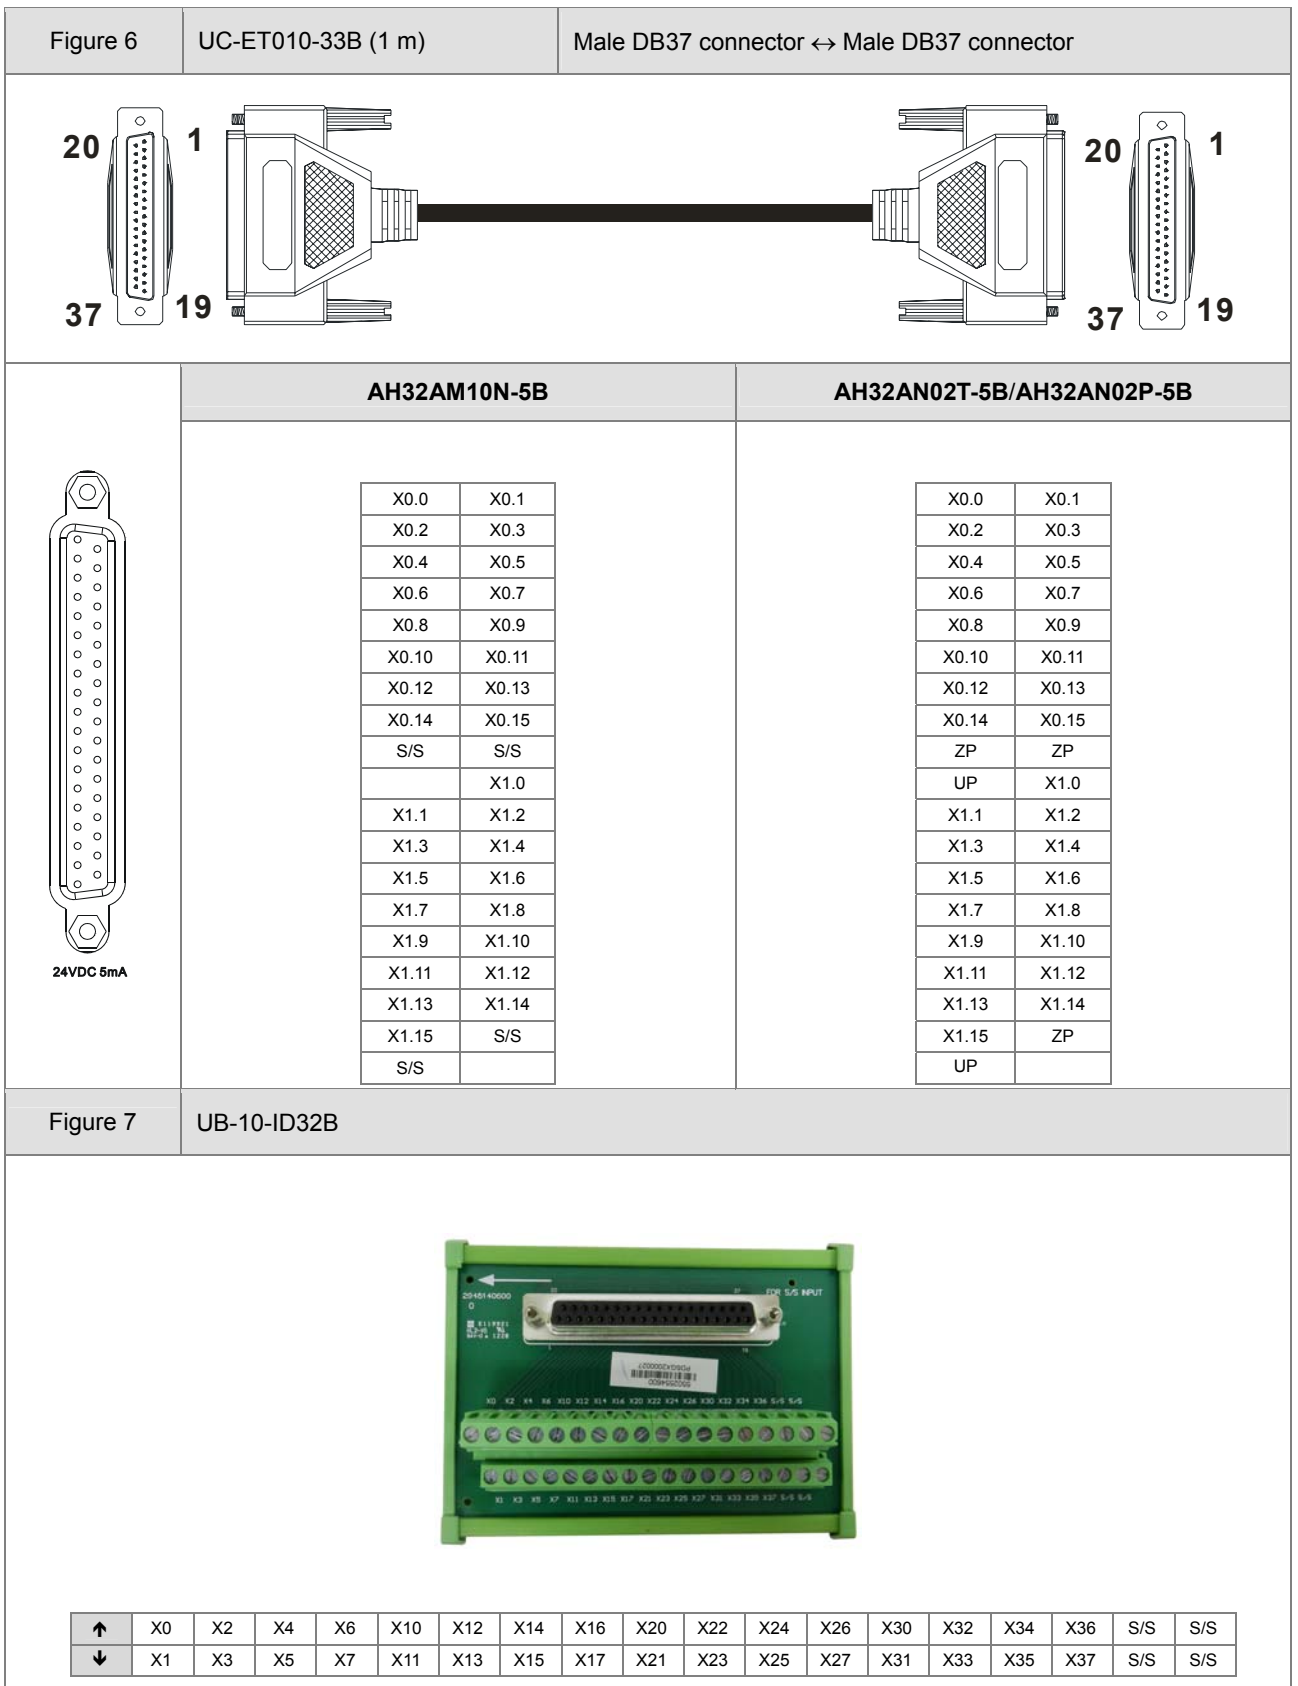 Figure 6 UC-ET010-33B (1 m) Male DB37 connector ↔ Male DB37 connector
20 1 20 1
37 19 37 19
AH32AM10N-5B AH32AN02T-5B/AH32AN02P-5B
X0.0 X0.1 X0.0 X0.1
X0.2 X0.3 X0.2 X0.3
X0.4 X0.5 X0.4 X0.5
X0.6 X0.7 X0.6 X0.7
X0.8 X0.9 X0.8 X0.9
X0.10 X0.11 X0.10 X0.11
X0.12 X0.13 X0.12 X0.13
X0.14 X0.15 X0.14 X0.15
S/S S/S ZP ZP
X1.0 UP X1.0
X1.1 X1.2 X1.1 X1.2
X1.3 X1.4 X1.3 X1.4
X1.5 X1.6 X1.5 X1.6
X1.7 X1.8 X1.7 X1.8
X1.9 X1.10 X1.9 X1.10
24VDC 5mA
X1.11 X1.12 X1.11 X1.12
X1.13 X1.14 X1.13 X1.14
X1.15 S/S X1.15 ZP
S/S UP
Figure 7 UB-10-ID32B
FOR S/S INPUT
2946140600
0
X0 X2 X4 X6 X10 X12 X14 X16 X20 X22 X24 X26 X30 X32 X34 X36 S/S S/S
X1 X3 X5 X7 X11 X13 X15 X17 X21 X23 X25 X27 X31 X33 X35 X37 S/S S/S
↑ X0 X2 X4 X6 X10 X12 X14 X16 X20 X22 X24 X26 X30 X32 X34 X36 S/S S/S
↓ X1 X3 X5 X7 X11 X13 X15 X17 X21 X23 X25 X27 X31 X33 X35 X37 S/S S/S